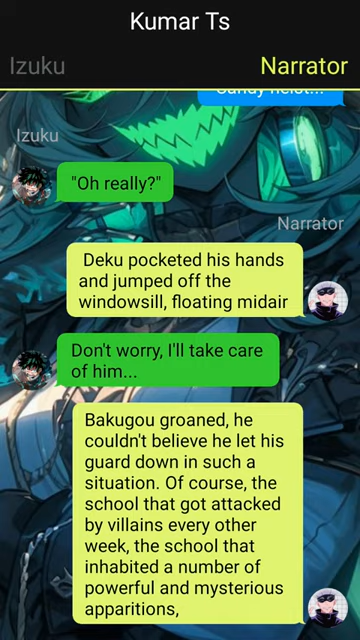 Kumar Ts
Izuku
Narrator
Candy heist...
Izuku
"Oh really?"
Narrator
Deku pocketed his hands
and jumped off the
windowsill, floating midair
Don't worry, I'll take care
of him...
Bakugou groaned, he
couldn't believe he let his
guard down in such a
situation. Of course, the
school that got attacked
by villains every other
week, the school that
inhabited a number of
powerful and mysterious
apparitions,